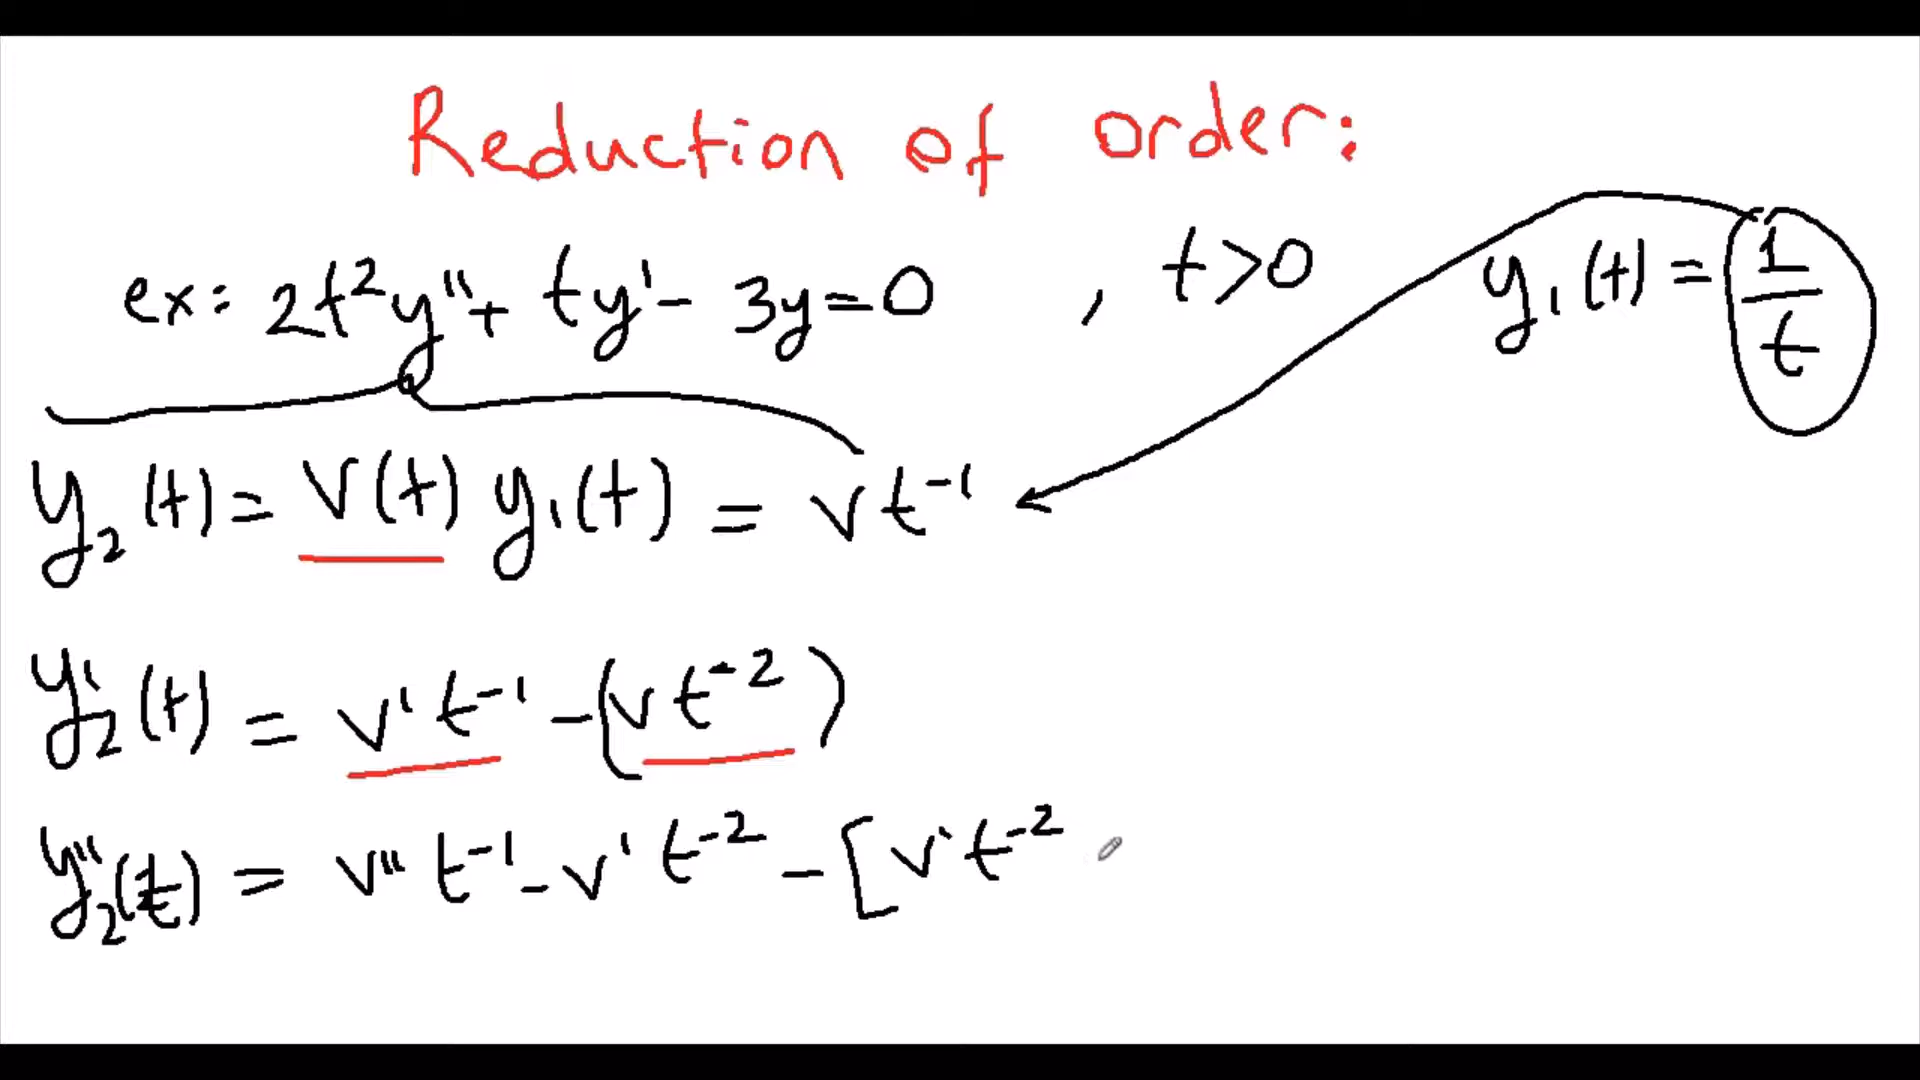 Reduction of order:
ex: 2t²y'' + ty' - 3y = 0 , t>0 y₁(t) = 1/t
y₂(t) = v(t) y₁(t) = vt⁻¹
y₂'(t) = v't⁻¹ - (vt⁻²)
y₂''(t) = v''t⁻¹ - v't⁻² - [v't⁻²